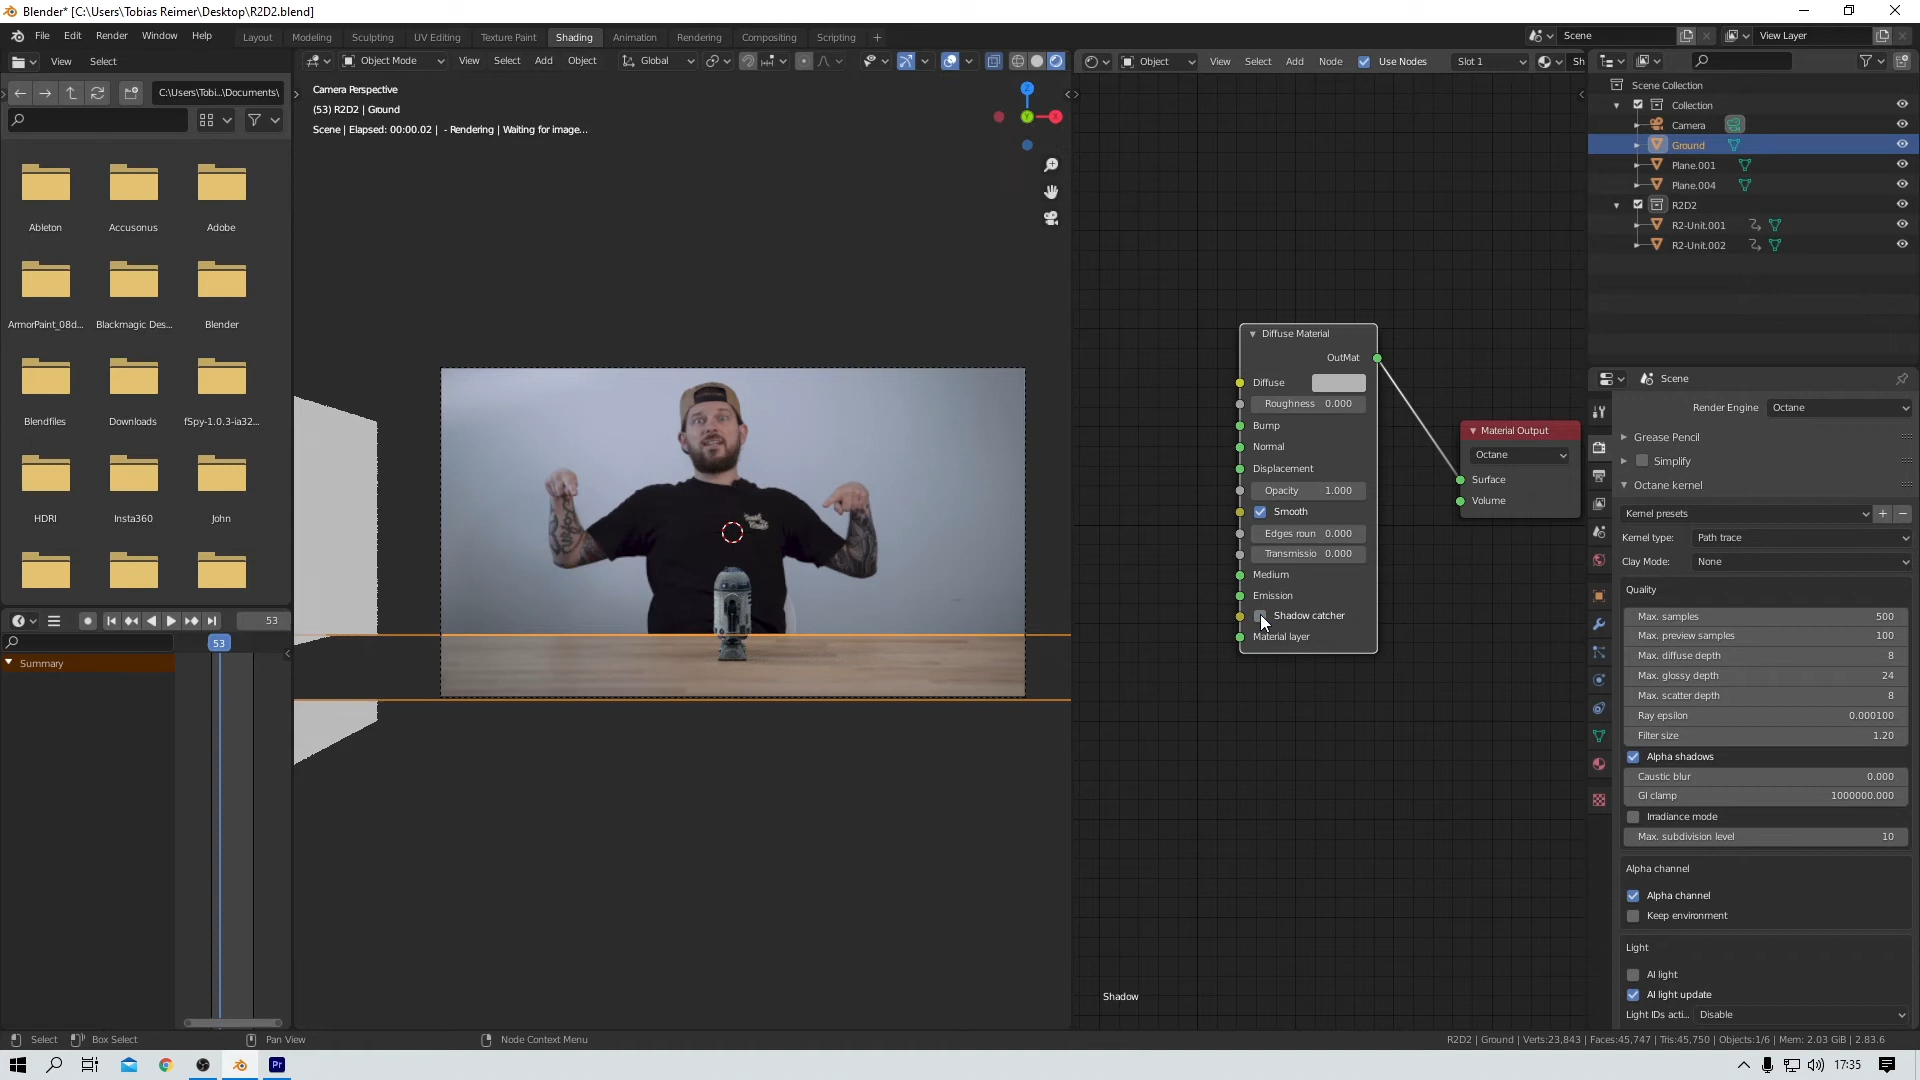 Blender* [C:\Users\Tobias Reimer\Desktop\R2D2.blend]
File Edit Render Window Help
Layout Modeling Sculpting UV Editing Texture Paint Shading Animation Rendering Compositing Scripting +
Scene
View Layer
View Select
Object Mode View Select Add Object Global
Object View Select Add Node Use Nodes Slot 1 Sh
C:\Users\Tobi...\Documents\
Ableton Accusonus Adobe
ArmorPaint_08d... Blackmagic Des... Blender
Blendfiles Downloads fSpy-1.0.3-ia32...
HDRI Insta360 John
53
53
Summary
Camera Perspective
(53) R2D2 | Ground
Scene | Elapsed: 00:00.02 | - Rendering | Waiting for image...
Z
Y
X
Diffuse Material
OutMat
Diffuse
Roughness 0.000
Bump
Normal
Displacement
Opacity 1.000
Smooth
Edges roun 0.000
Transmissio 0.000
Medium
Emission
Shadow catcher
Material layer
Material Output
Octane
Surface
Volume
Shadow
Scene Collection
Collection
Camera
Ground
Plane.001
Plane.004
R2D2
R2-Unit.001
R2-Unit.002
Scene
Render Engine Octane
Grease Pencil
Simplify
Octane kernel
Kernel presets
Kernel type: Path trace
Clay Mode: None
Quality
Max. samples 500
Max. preview samples 100
Max. diffuse depth 8
Max. glossy depth 24
Max. scatter depth 8
Ray epsilon 0.000100
Filter size 1.20
Alpha shadows
Caustic blur 0.000
GI clamp 1000000.000
Irradiance mode
Max. subdivision level 10
Alpha channel
Alpha channel
Keep environment
Light
AI light
AI light update
Light IDs acti... Disable
Select Box Select Pan View Node Context Menu
R2D2 | Ground | Verts:23,843 | Faces:45,747 | Tris:45,750 | Objects:1/6 | Mem: 2.03 GiB | 2.83.6
Pr
17:35